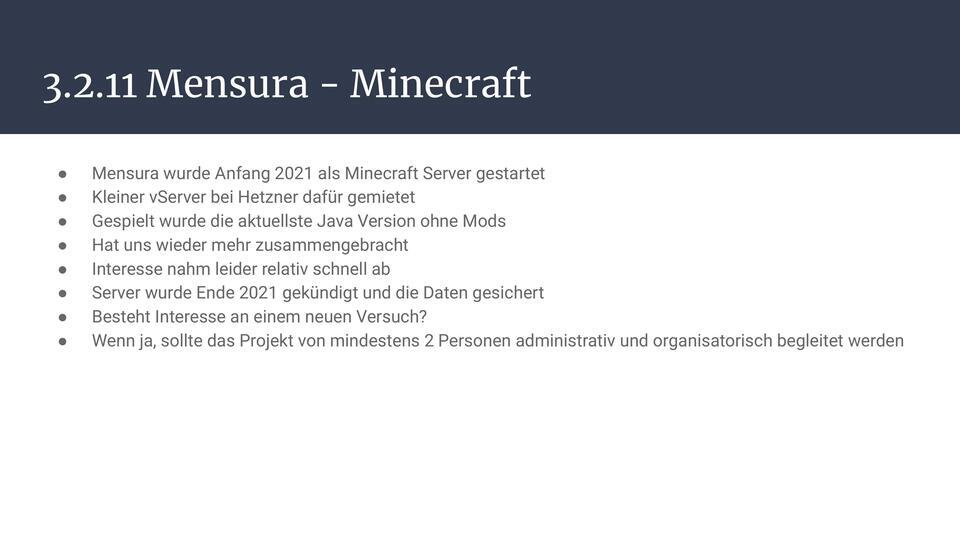 3.2.11 Mensura - Minecraft
● Mensura wurde Anfang 2021 als Minecraft Server gestartet
● Kleiner vServer bei Hetzner dafür gemietet
● Gespielt wurde die aktuellste Java Version ohne Mods
● Hat uns wieder mehr zusammengebracht
● Interesse nahm leider relativ schnell ab
● Server wurde Ende 2021 gekündigt und die Daten gesichert
● Besteht Interesse an einem neuen Versuch?
● Wenn ja, sollte das Projekt von mindestens 2 Personen administrativ und organisatorisch begleitet werden